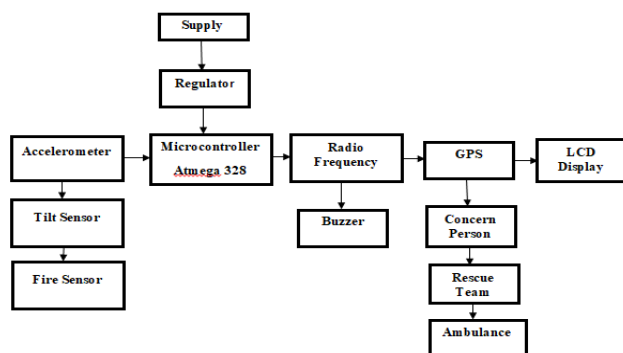 Supply
Regulator
Accelerometer
Microcontroller
Atmega 328
Radio
Frequency
GPS
LCD
Display
Tilt Sensor
Buzzer
Concern
Person
Fire Sensor
Rescue
Team
Ambulance